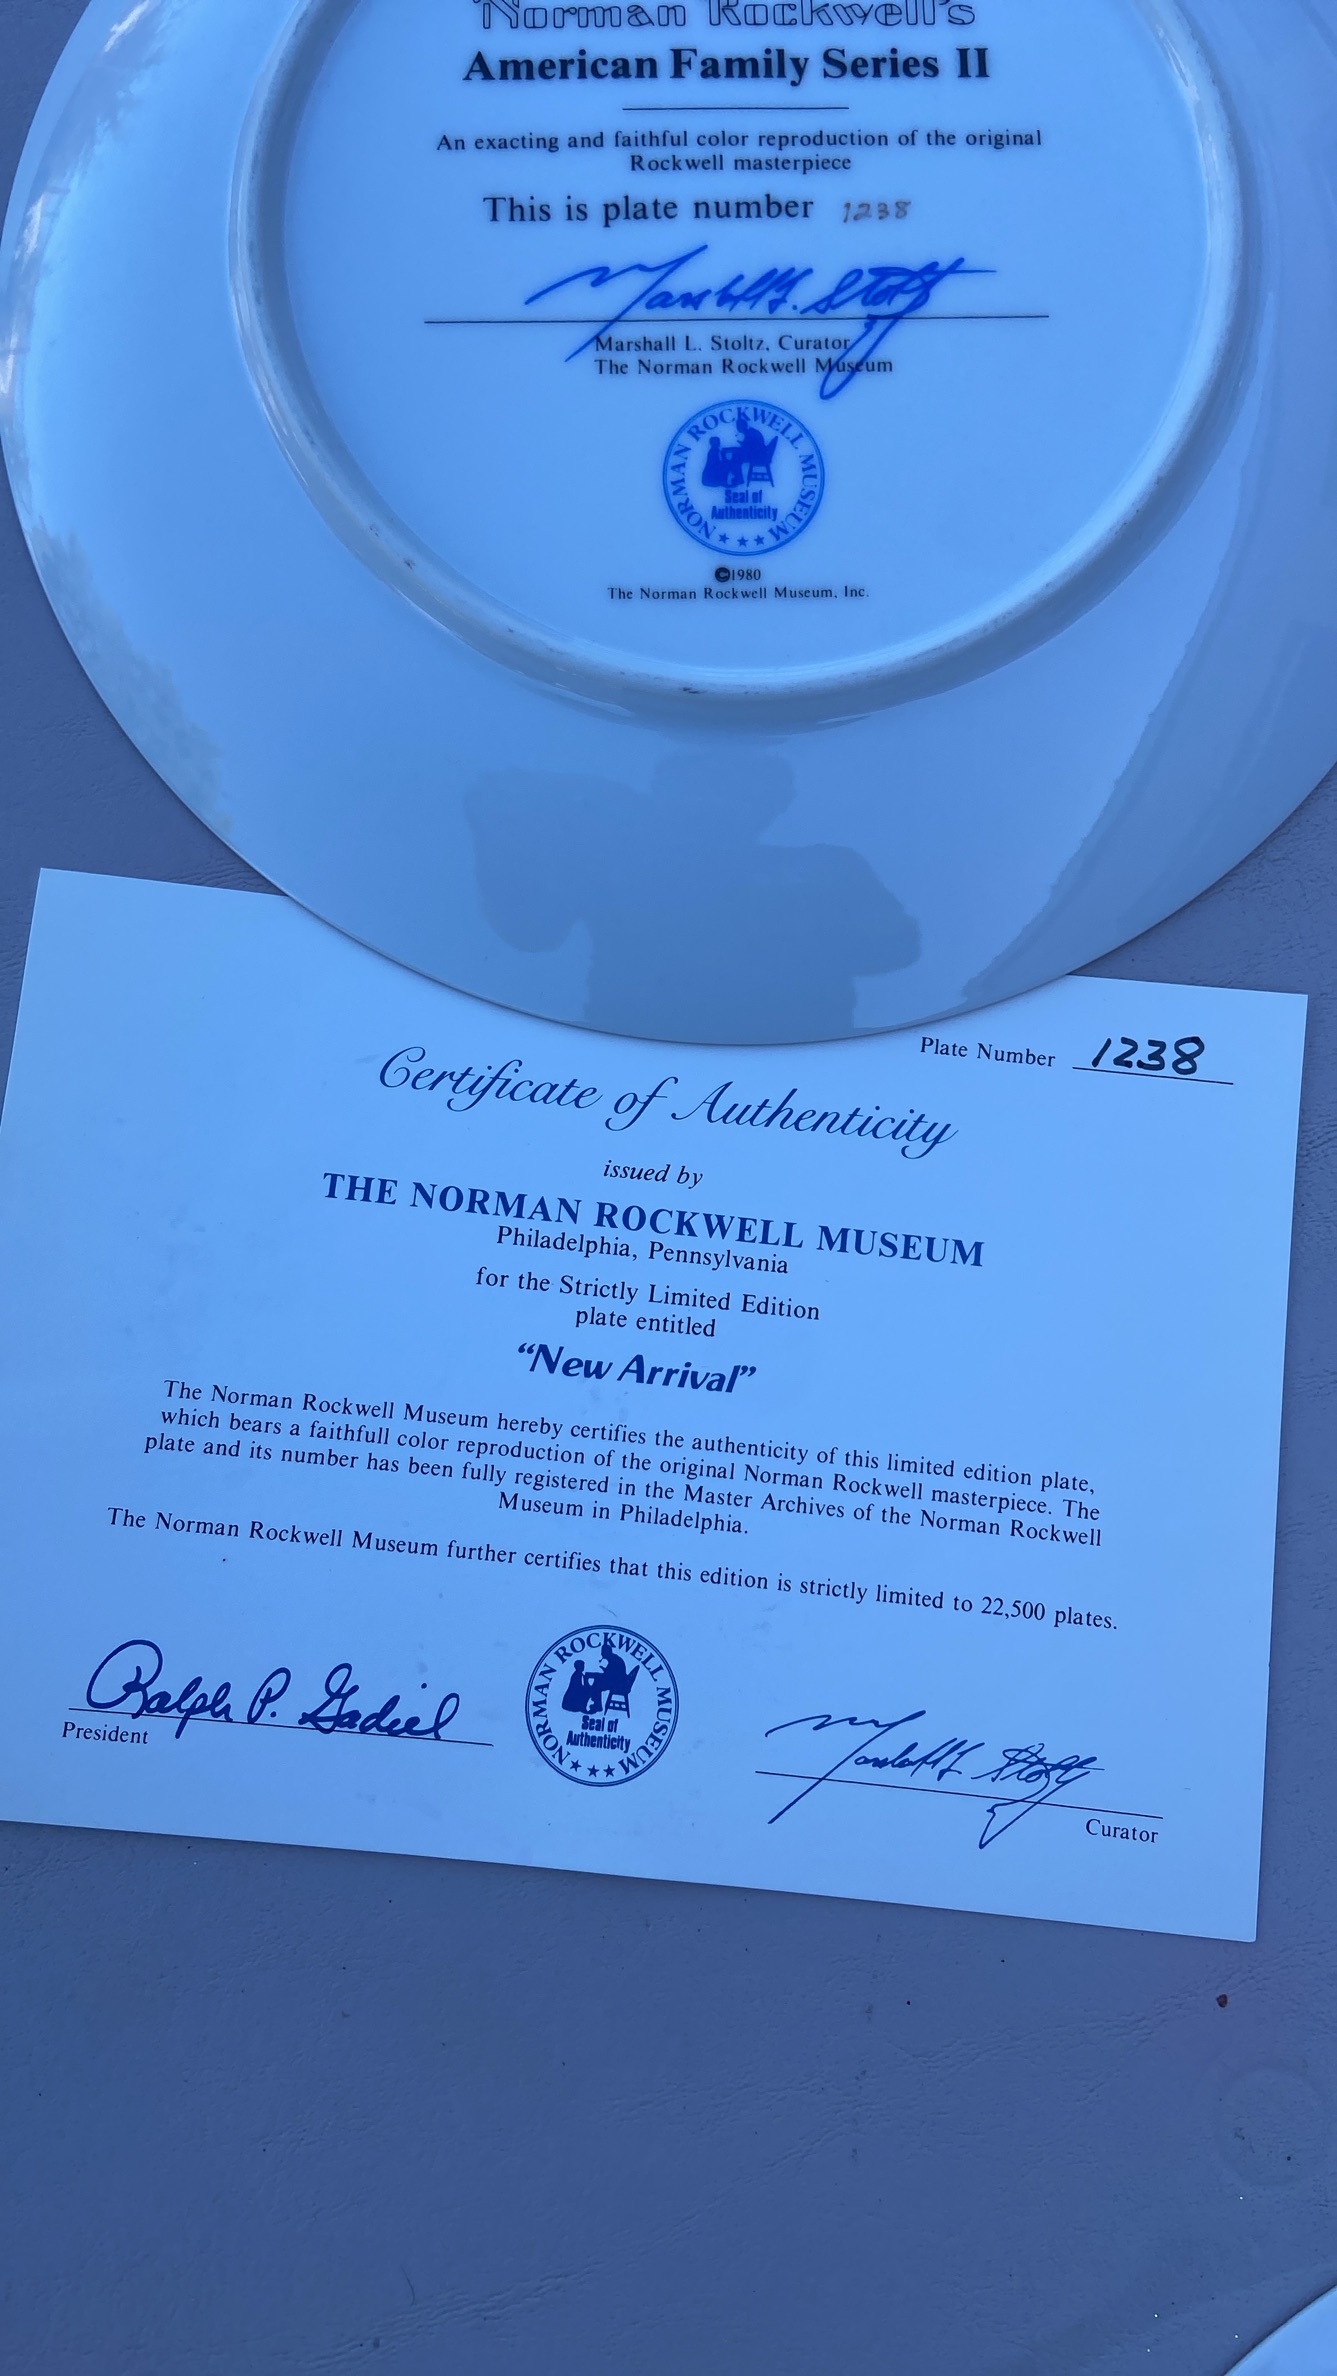 Norman Rockwell's
American Family Series II
An exacting and faithful color reproduction of the original
Rockwell masterpiece
This is plate number 1238
Marshall L. Stoltz
Marshall L. Stoltz, Curator
The Norman Rockwell Museum
NORMAN ROCKWELL MUSEUM
Seal of
Authenticity
©1980
The Norman Rockwell Museum, Inc.
Plate Number 1238
Certificate of Authenticity
issued by
THE NORMAN ROCKWELL MUSEUM
Philadelphia, Pennsylvania
for the Strictly Limited Edition
plate entitled
“New Arrival”
The Norman Rockwell Museum hereby certifies the authenticity of this limited edition plate,
which bears a faithfull color reproduction of the original Norman Rockwell masterpiece. The
plate and its number has been fully registered in the Master Archives of the Norman Rockwell
Museum in Philadelphia.
The Norman Rockwell Museum further certifies that this edition is strictly limited to 22,500 plates.
Ralph P. Gadiel
President
NORMAN ROCKWELL MUSEUM
Seal of
Authenticity
Marshall L. Stoltz
Curator